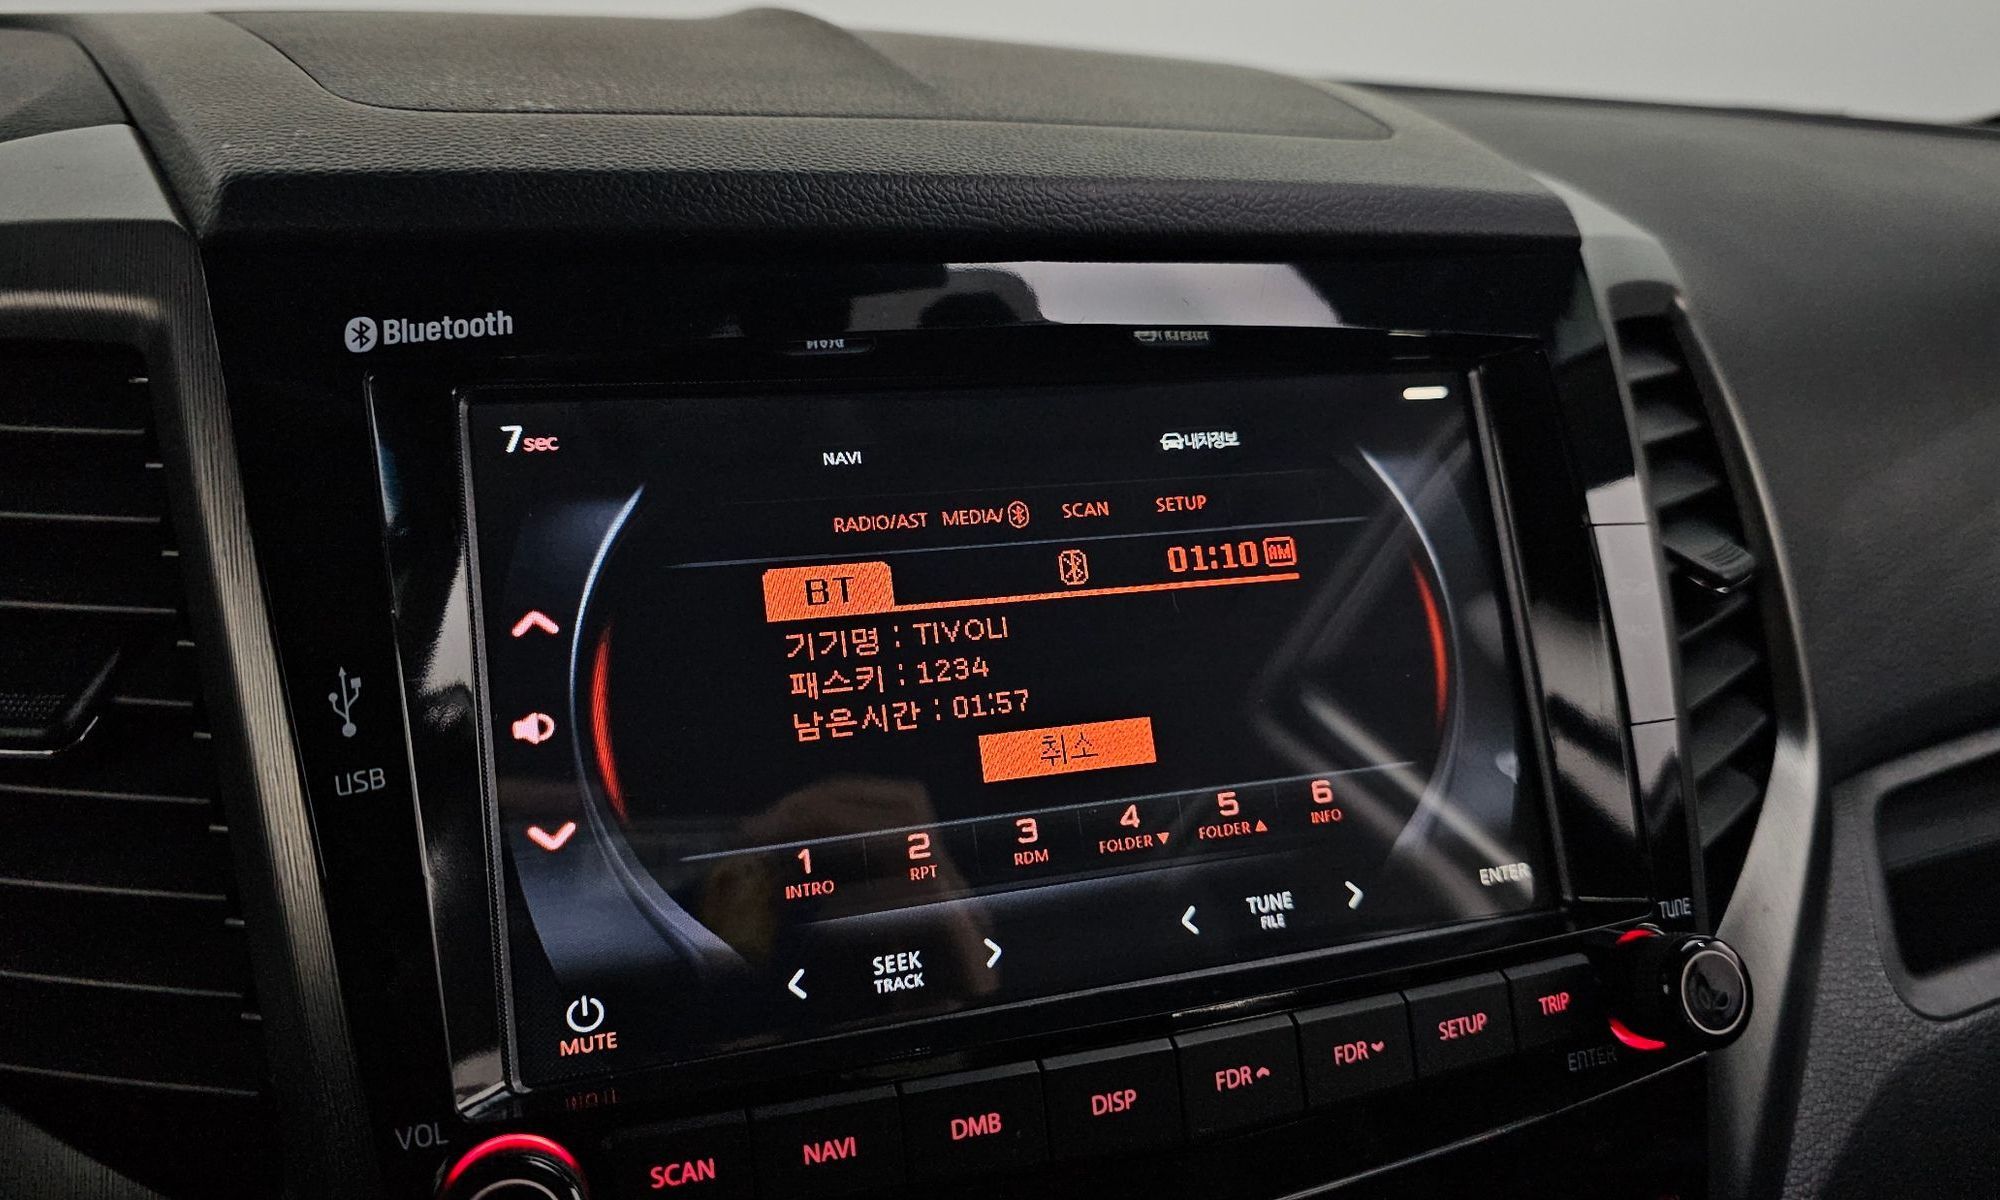 Bluetooth
7sec
NAVI
내차정보
RADIO/AST MEDIA/ SCAN SETUP
BT 01:10 AM
기기명 : TIVOLI
패스키 : 1234
남은시간 : 01:57
취소
USB
1 2 3 4 5 6
INTRO RPT RDM FOLDER▼ FOLDER▲ INFO
ENTER
< SEEK > < TUNE >
TRACK FILE
TUNE
MUTE
VOL
SCAN NAVI DMB DISP FDR FDR SETUP TRIP
ENTER